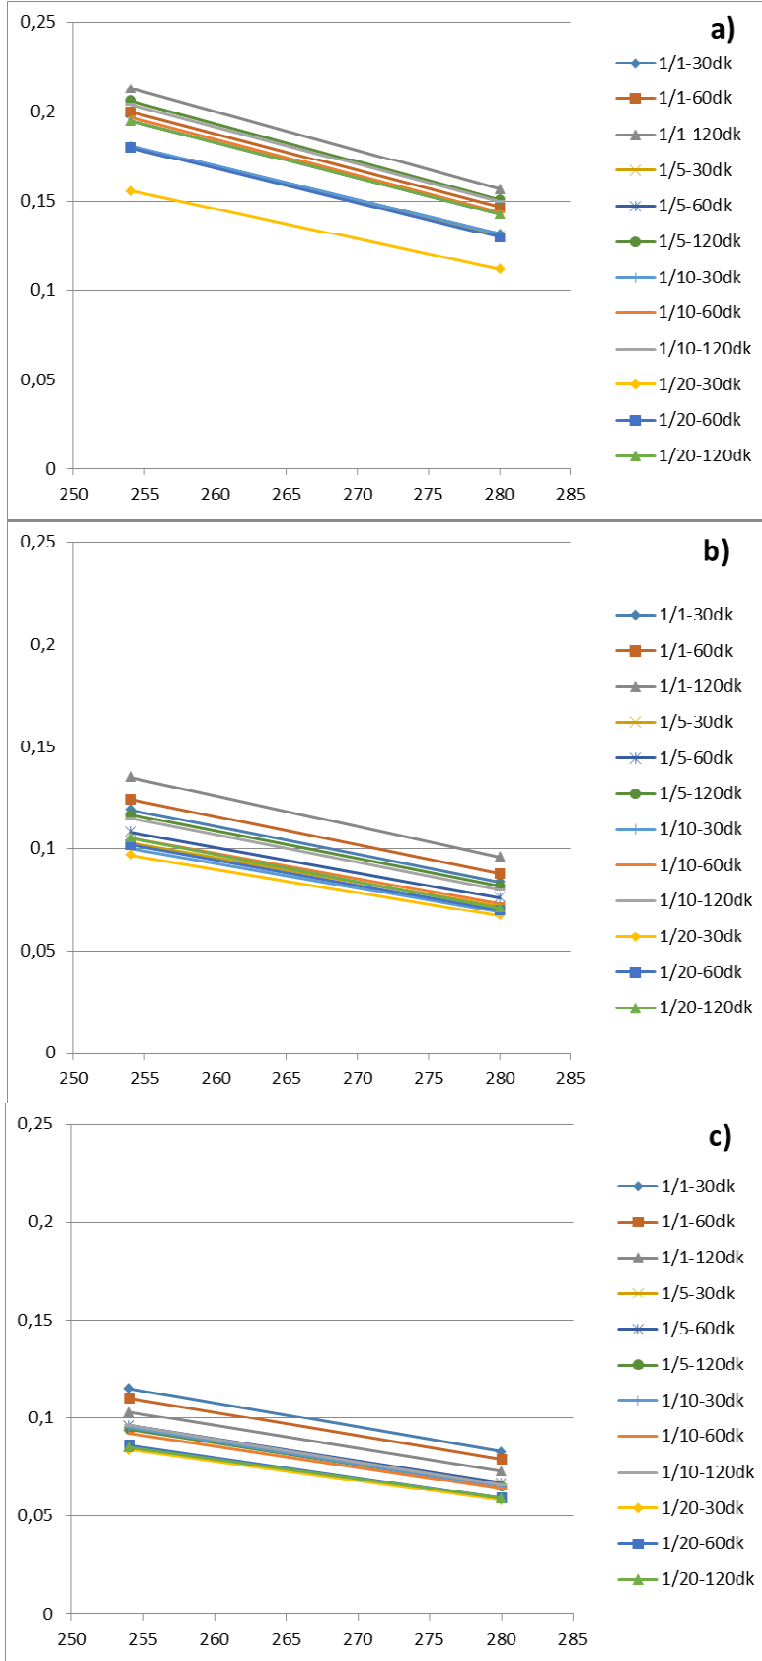 a)
0,25
0,2
0,15
0,1
0,05
0
250 255 260 265 270 275 280 285
1/1-30dk
1/1-60dk
1/1-120dk
1/5-30dk
1/5-60dk
1/5-120dk
1/10-30dk
1/10-60dk
1/10-120dk
1/20-30dk
1/20-60dk
1/20-120dk
b)
0,25
0,2
0,15
0,1
0,05
0
250 255 260 265 270 275 280 285
1/1-30dk
1/1-60dk
1/1-120dk
1/5-30dk
1/5-60dk
1/5-120dk
1/10-30dk
1/10-60dk
1/10-120dk
1/20-30dk
1/20-60dk
1/20-120dk
c)
0,25
0,2
0,15
0,1
0,05
0
250 255 260 265 270 275 280 285
1/1-30dk
1/1-60dk
1/1-120dk
1/5-30dk
1/5-60dk
1/5-120dk
1/10-30dk
1/10-60dk
1/10-120dk
1/20-30dk
1/20-60dk
1/20-120dk